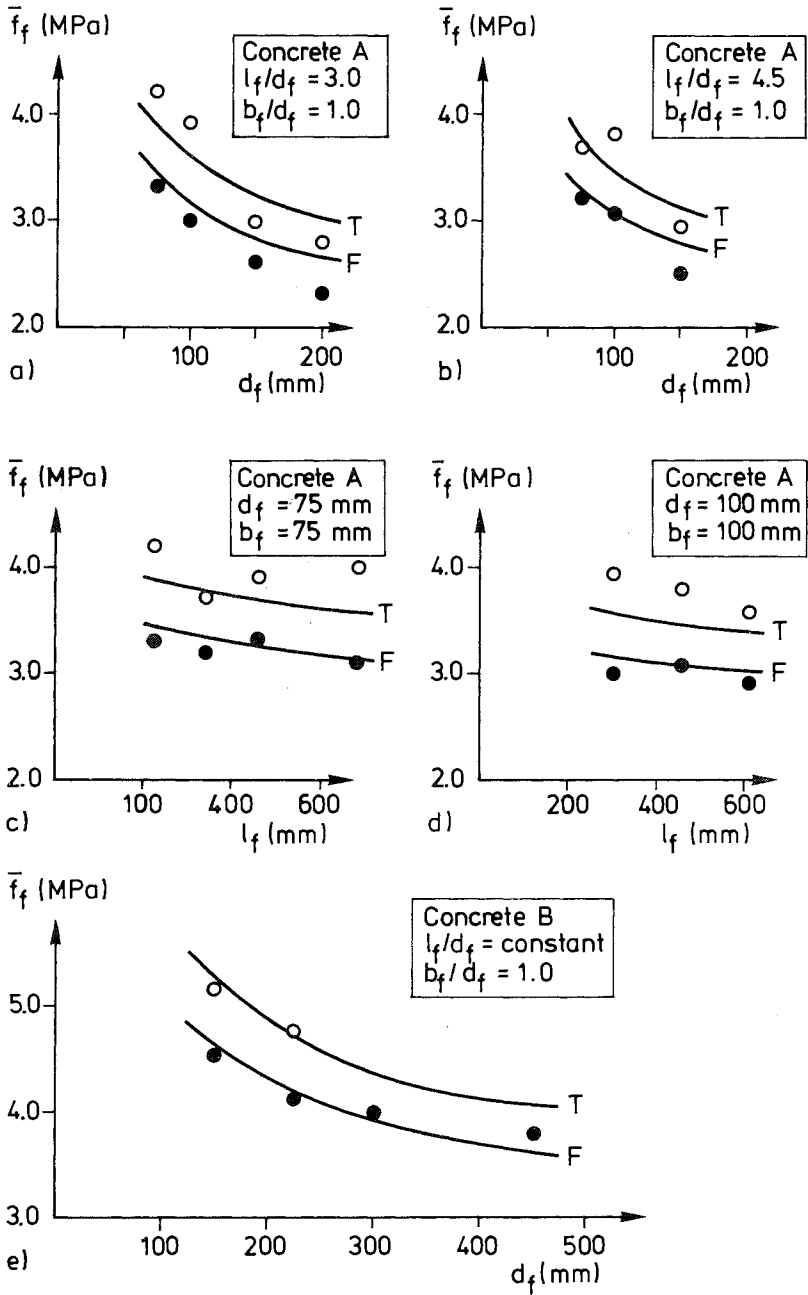 f̄f (MPa)
Concrete A
lf/df = 3.0
bf/df = 1.0
4.0
3.0
2.0
T
F
100
200
a)
df (mm)
f̄f (MPa)
Concrete A
lf/df = 4.5
bf/df = 1.0
4.0
3.0
2.0
T
F
100
200
b)
df (mm)
f̄f (MPa)
Concrete A
df = 75 mm
bf = 75 mm
4.0
3.0
2.0
T
F
100
400
600
c)
lf (mm)
f̄f (MPa)
Concrete A
df = 100 mm
bf = 100 mm
4.0
3.0
2.0
T
F
200
400
600
d)
lf (mm)
f̄f (MPa)
Concrete B
lf/df = constant
bf/df = 1.0
5.0
4.0
3.0
T
F
100
200
300
400
500
e)
df (mm)